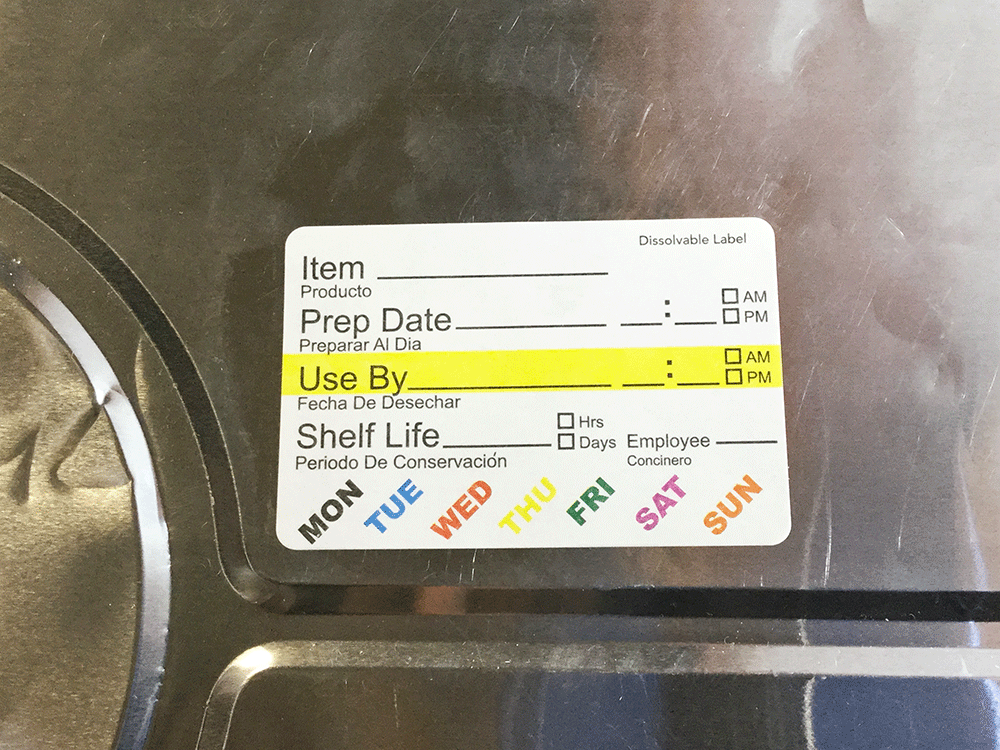 Dissolvable Label
Item
Producto
Prep Date : AM
PM
Preparar Al Dia
Use By : AM
PM
Fecha De Desechar
Shelf Life Hrs
Days Employee
Periodo De Conservación Concinero
MON TUE WED THU FRI SAT SUN